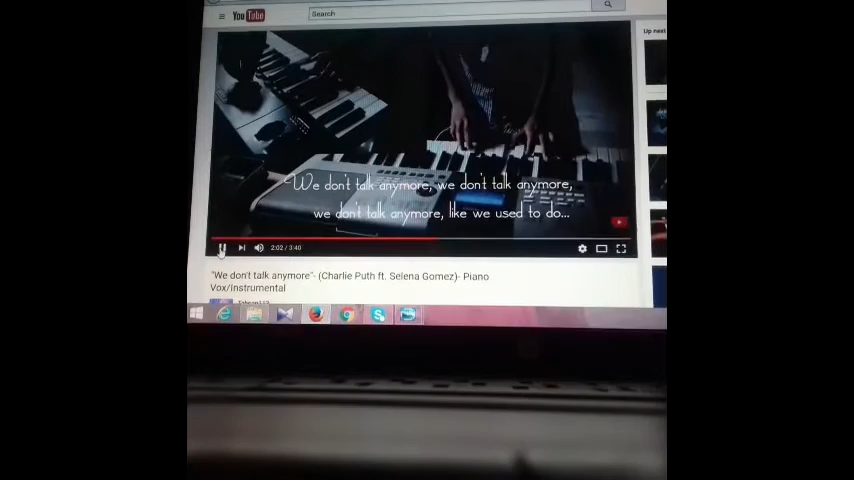 YouTube
Search
Up next
We don't talk anymore, we don't talk anymore,
we don't talk anymore, like we used to do...
2:02 / 3:40
"We don't talk anymore"- (Charlie Puth ft. Selena Gomez)- Piano
Vox/Instrumental